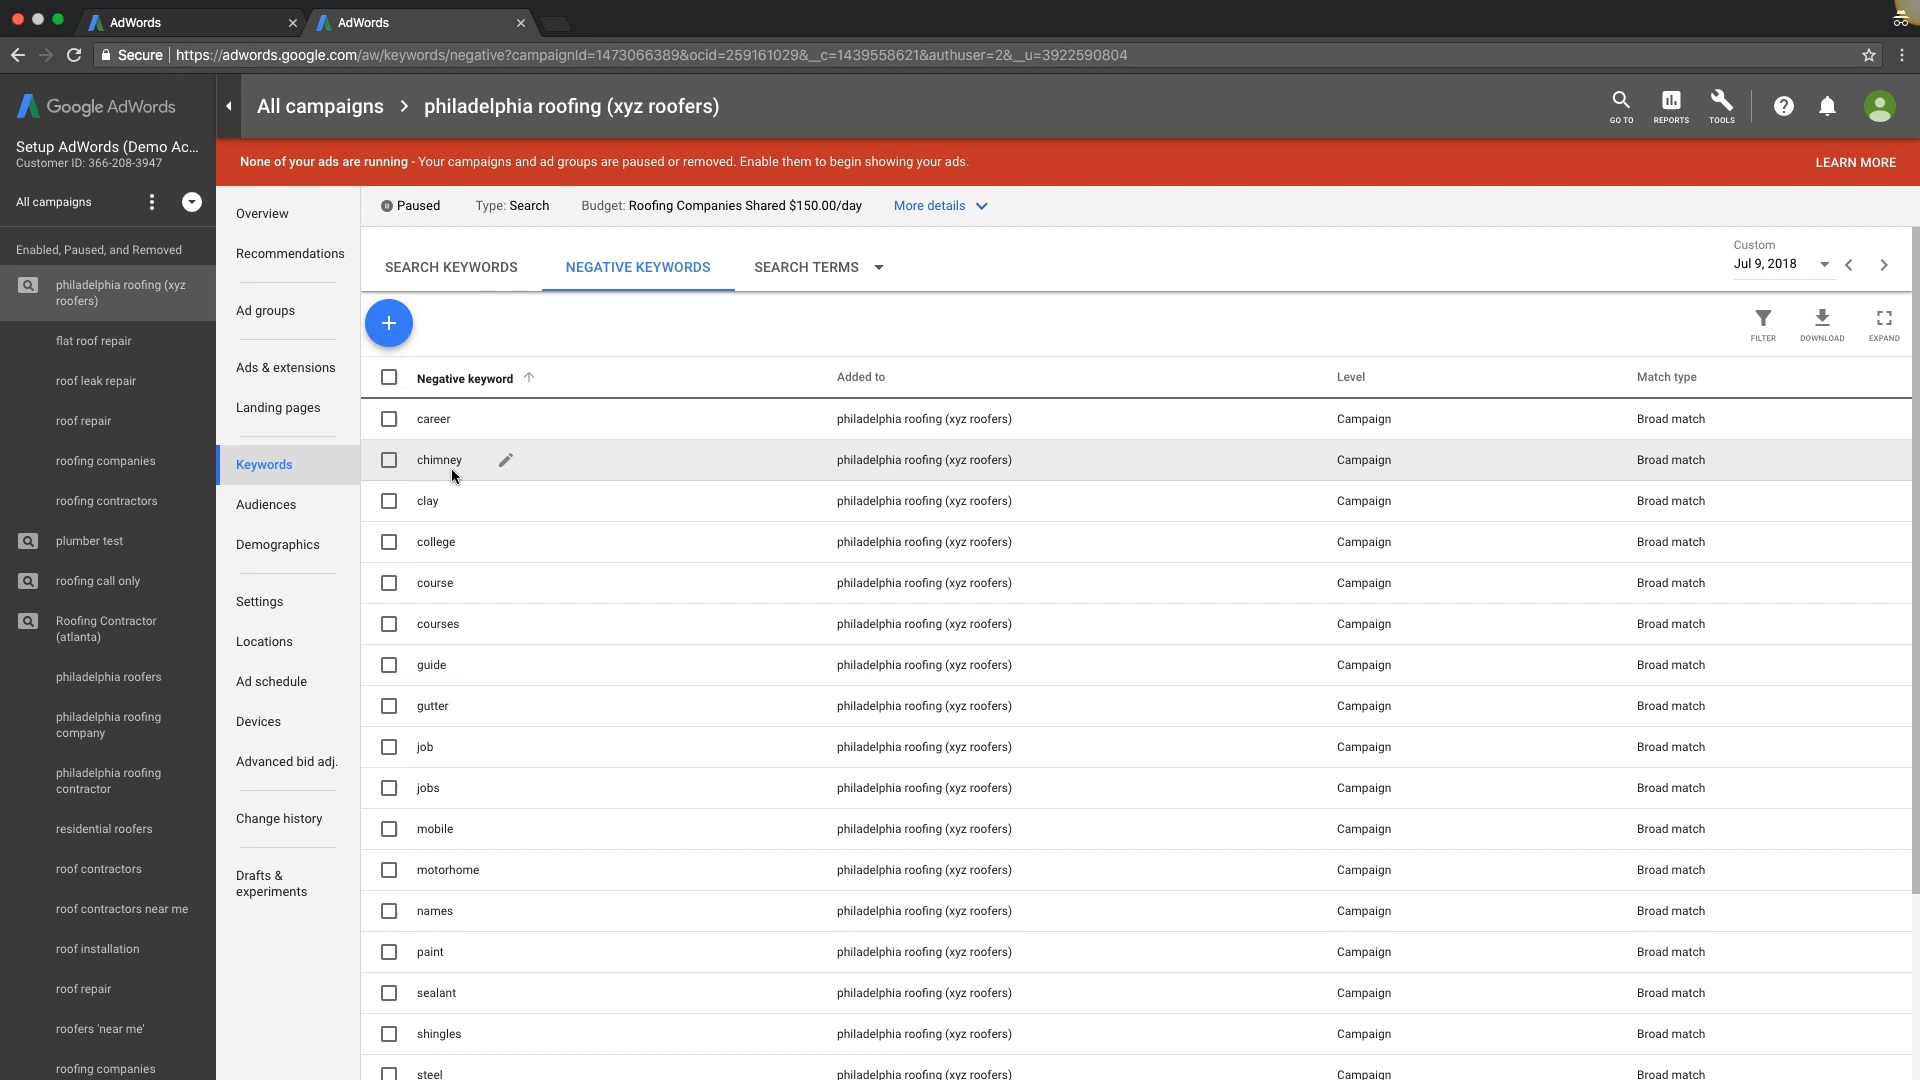 AdWords
AdWords
Secure https://adwords.google.com/aw/keywords/negative?campaignId=1473066389&ocid=259161029&__c=1439558621&authuser=2&__u=3922590804
Google AdWords
Setup AdWords (Demo Ac...
Customer ID: 366-208-3947
All campaigns
Enabled, Paused, and Removed
philadelphia roofing (xyz
roofers)
flat roof repair
roof leak repair
roof repair
roofing companies
roofing contractors
plumber test
roofing call only
Roofing Contractor
(atlanta)
philadelphia roofers
philadelphia roofing
company
philadelphia roofing
contractor
residential roofers
roof contractors
roof contractors near me
roof installation
roof repair
roofers 'near me'
roofing companies
All campaigns > philadelphia roofing (xyz roofers)
GO TO
REPORTS
TOOLS
None of your ads are running - Your campaigns and ad groups are paused or removed. Enable them to begin showing your ads.
LEARN MORE
Overview
Recommendations
Ad groups
Ads & extensions
Landing pages
Keywords
Audiences
Demographics
Settings
Locations
Ad schedule
Devices
Advanced bid adj.
Change history
Drafts &
experiments
Paused Type: Search Budget: Roofing Companies Shared $150.00/day More details
SEARCH KEYWORDS NEGATIVE KEYWORDS SEARCH TERMS
Custom
Jul 9, 2018
FILTER DOWNLOAD EXPAND
Negative keyword Added to Level Match type
career philadelphia roofing (xyz roofers) Campaign Broad match
chimney philadelphia roofing (xyz roofers) Campaign Broad match
clay philadelphia roofing (xyz roofers) Campaign Broad match
college philadelphia roofing (xyz roofers) Campaign Broad match
course philadelphia roofing (xyz roofers) Campaign Broad match
courses philadelphia roofing (xyz roofers) Campaign Broad match
guide philadelphia roofing (xyz roofers) Campaign Broad match
gutter philadelphia roofing (xyz roofers) Campaign Broad match
job philadelphia roofing (xyz roofers) Campaign Broad match
jobs philadelphia roofing (xyz roofers) Campaign Broad match
mobile philadelphia roofing (xyz roofers) Campaign Broad match
motorhome philadelphia roofing (xyz roofers) Campaign Broad match
names philadelphia roofing (xyz roofers) Campaign Broad match
paint philadelphia roofing (xyz roofers) Campaign Broad match
sealant philadelphia roofing (xyz roofers) Campaign Broad match
shingles philadelphia roofing (xyz roofers) Campaign Broad match
steel philadelphia roofing (xyz roofers) Campaign Broad match